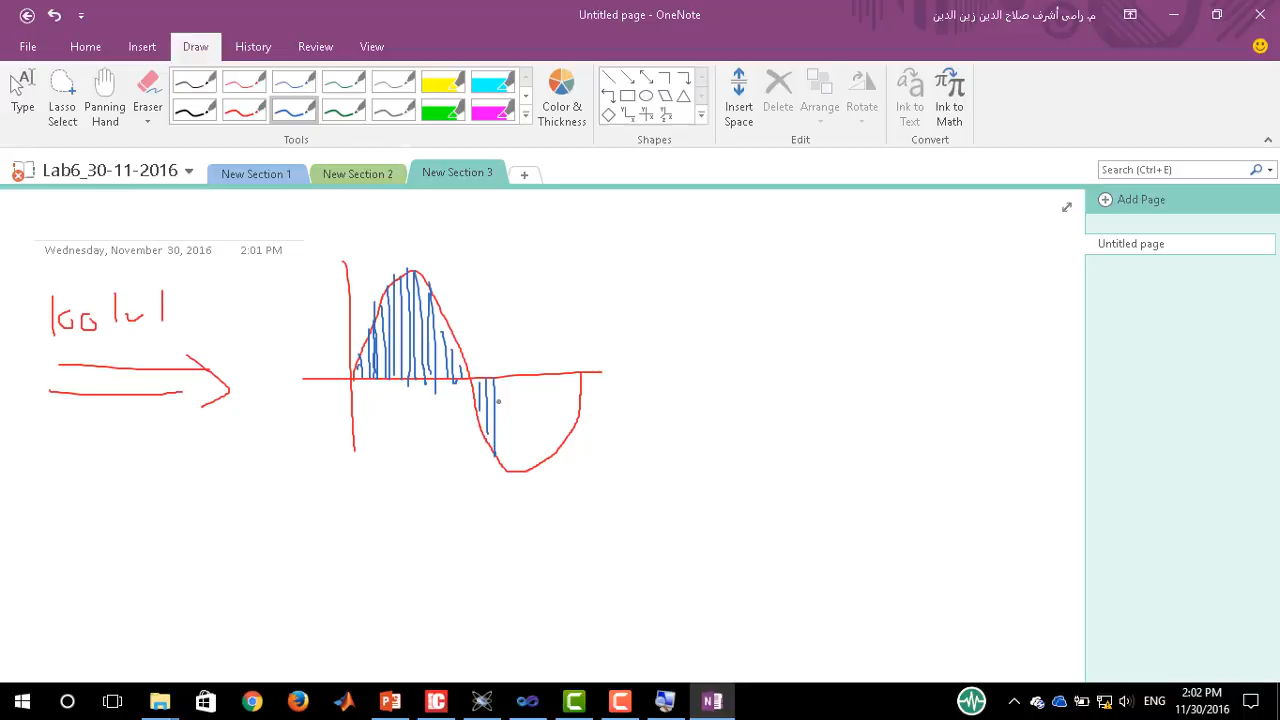 Untitled page - OneNote
م. رامى أشرف صلاح الدين زين الدين
File Home Insert Draw History Review View
Type
Lasso Select
Panning Hand
Eraser
Color & Thickness
Insert Space
Delete
Arrange
Rotate
Ink to Text
Ink to Math
Tools
Shapes
Edit
Convert
Lab6_30-11-2016
New Section 1
New Section 2
New Section 3
Search (Ctrl+E)
Add Page
Untitled page
Wednesday, November 30, 2016 2:01 PM
ENG
2:02 PM
11/30/2016